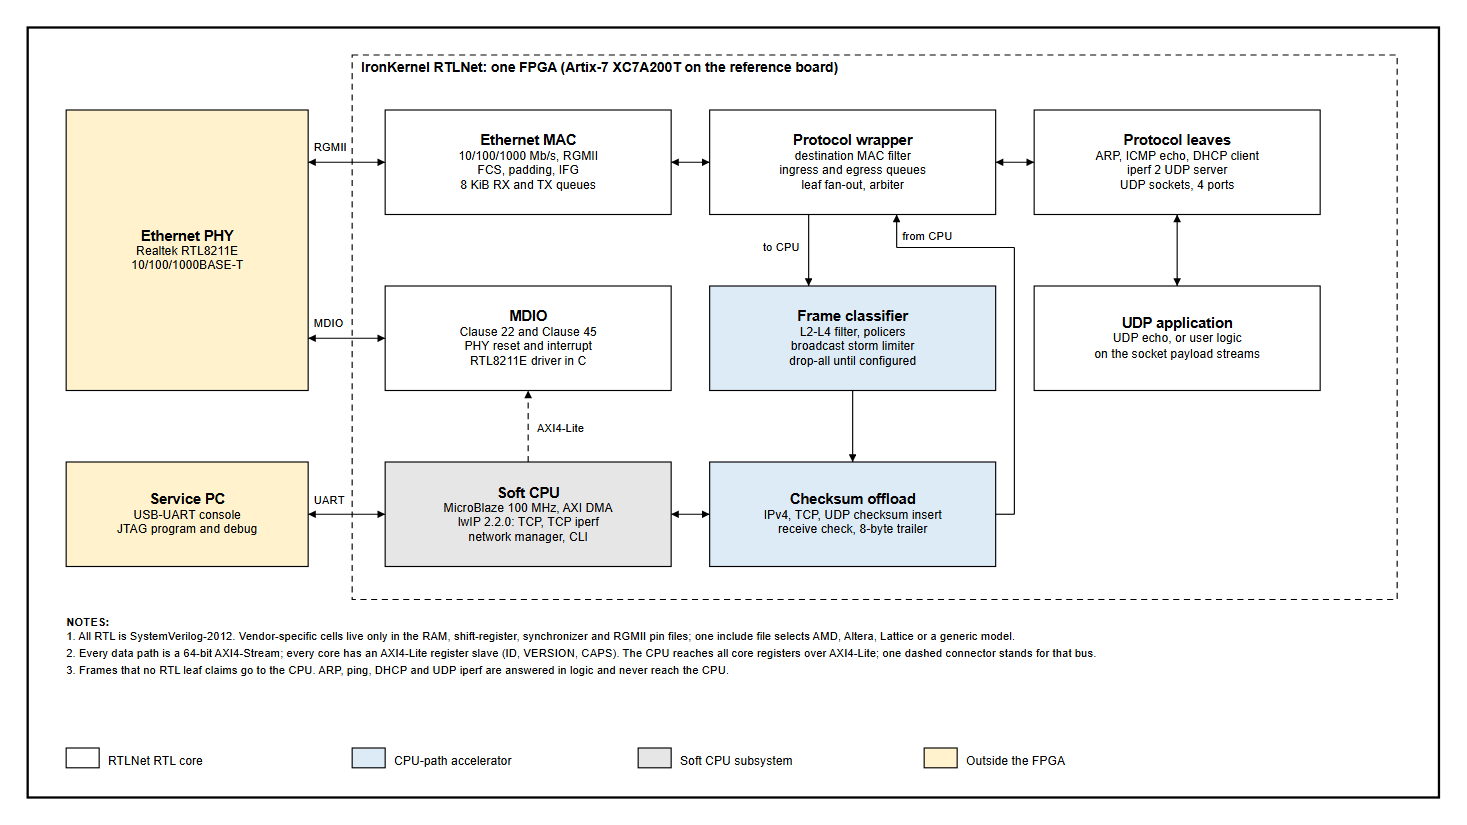 IronKernel RTLNet: one FPGA (Artix-7 XC7A200T on the reference board)
Ethernet PHY
Realtek RTL8211E
10/100/1000BASE-T
RGMII
Ethernet MAC
10/100/1000 Mb/s, RGMII
FCS, padding, IFG
8 KiB RX and TX queues
Protocol wrapper
destination MAC filter
ingress and egress queues
leaf fan-out, arbiter
Protocol leaves
ARP, ICMP echo, DHCP client
iperf 2 UDP server
UDP sockets, 4 ports
to CPU
from CPU
MDIO
MDIO
Clause 22 and Clause 45
PHY reset and interrupt
RTL8211E driver in C
Frame classifier
L2-L4 filter, policers
broadcast storm limiter
drop-all until configured
UDP application
UDP echo, or user logic
on the socket payload streams
AXI4-Lite
Service PC
USB-UART console
JTAG program and debug
UART
Soft CPU
MicroBlaze 100 MHz, AXI DMA
lwIP 2.2.0: TCP, TCP iperf
network manager, CLI
Checksum offload
IPv4, TCP, UDP checksum insert
receive check, 8-byte trailer
NOTES:
1. All RTL is SystemVerilog-2012. Vendor-specific cells live only in the RAM, shift-register, synchronizer and RGMII pin files; one include file selects AMD, Altera, Lattice or a generic model.
2. Every data path is a 64-bit AXI4-Stream; every core has an AXI4-Lite register slave (ID, VERSION, CAPS). The CPU reaches all core registers over AXI4-Lite; one dashed connector stands for that bus.
3. Frames that no RTL leaf claims go to the CPU. ARP, ping, DHCP and UDP iperf are answered in logic and never reach the CPU.
RTLNet RTL core
CPU-path accelerator
Soft CPU subsystem
Outside the FPGA